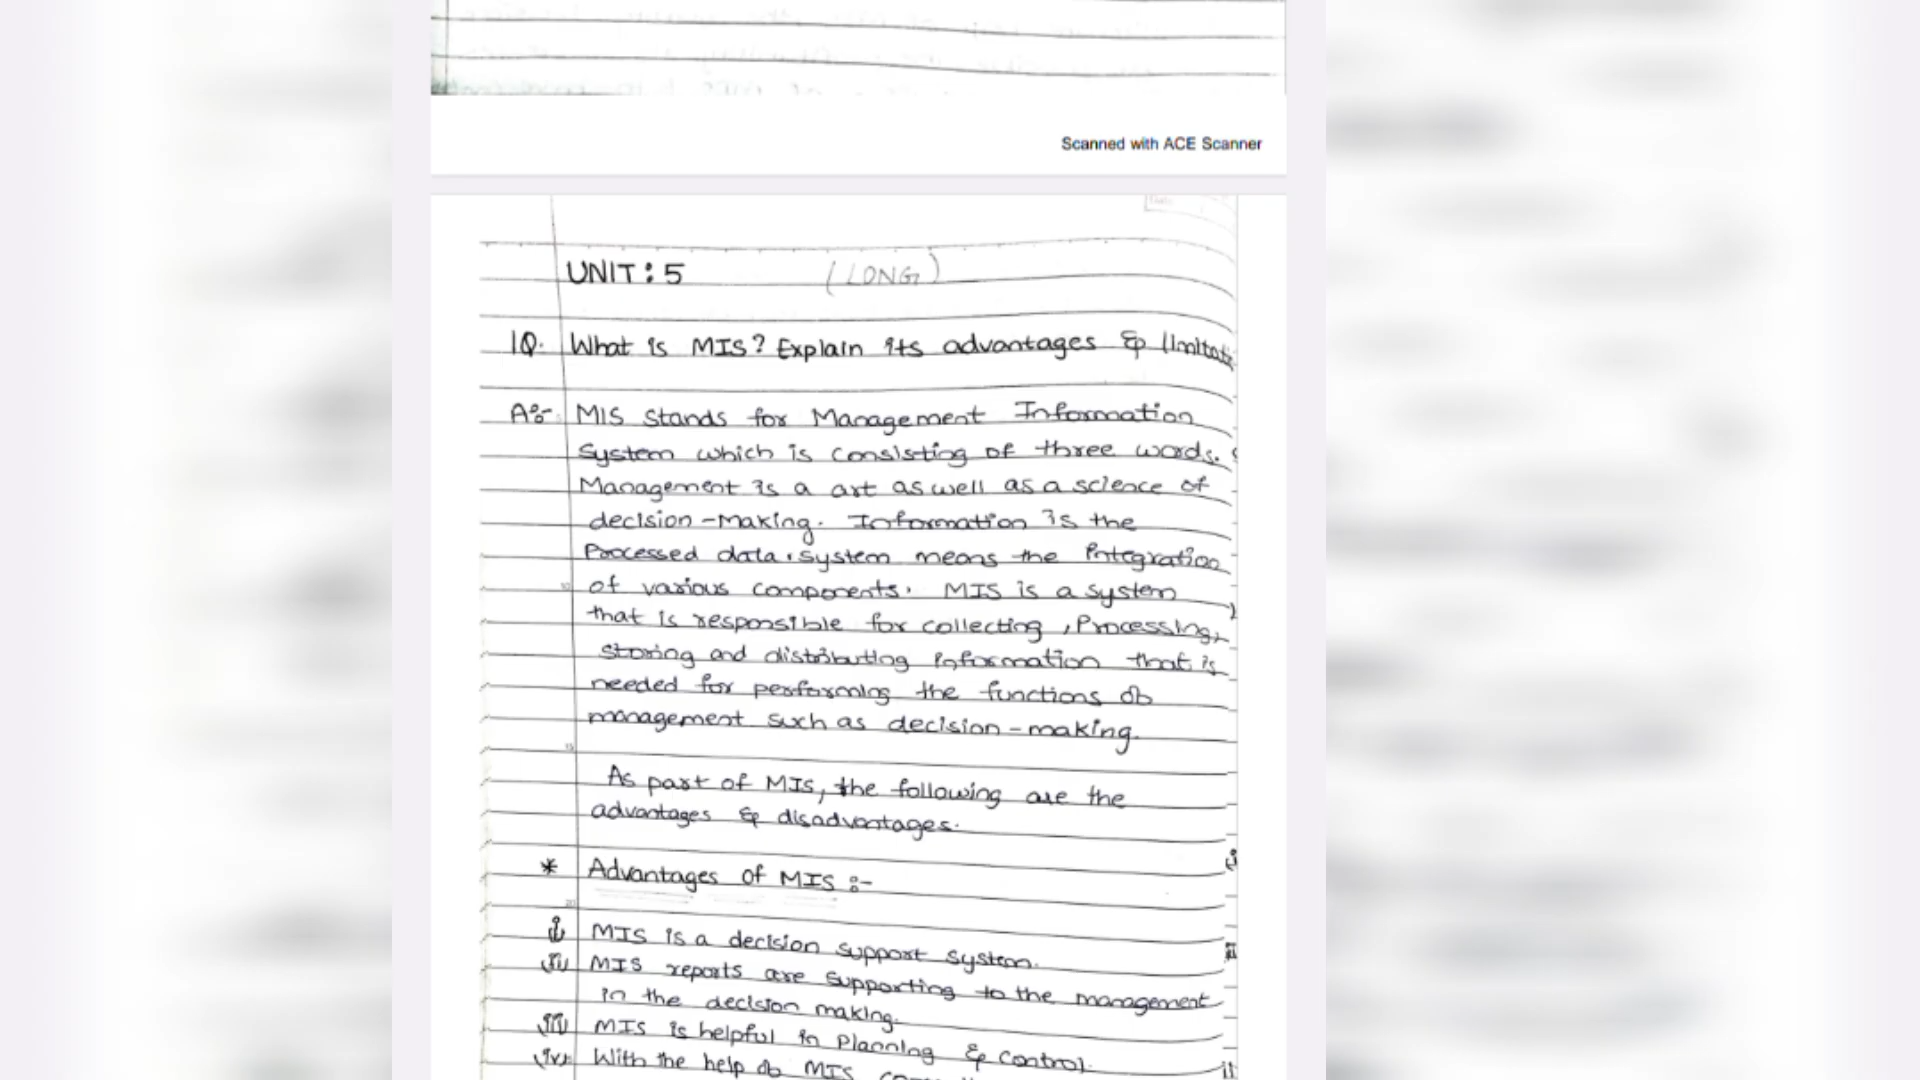 Scanned with ACE Scanner
UNIT: 5 (LONG)
1Q. What is MIS? Explain its advantages &
A:- MIS stands for Management Information
System which is consisting of three words.
Management is a art as well as a science of
decision-making. Information is the
Processed data. System means the integration
of various components. MIS is a system
that is responsible for collecting, Processing,
storing and distributing information that is
needed for performing the functions of
management such as decision-making.
As part of MIS, the following are the
advantages & disadvantages.
* Advantages of MIS :-
i) MIS is a decision support system.
ii) MIS reports are supporting to the management
in the decision making.
iii) MIS is helpful in Planning & control.
iv) With the help of MIS